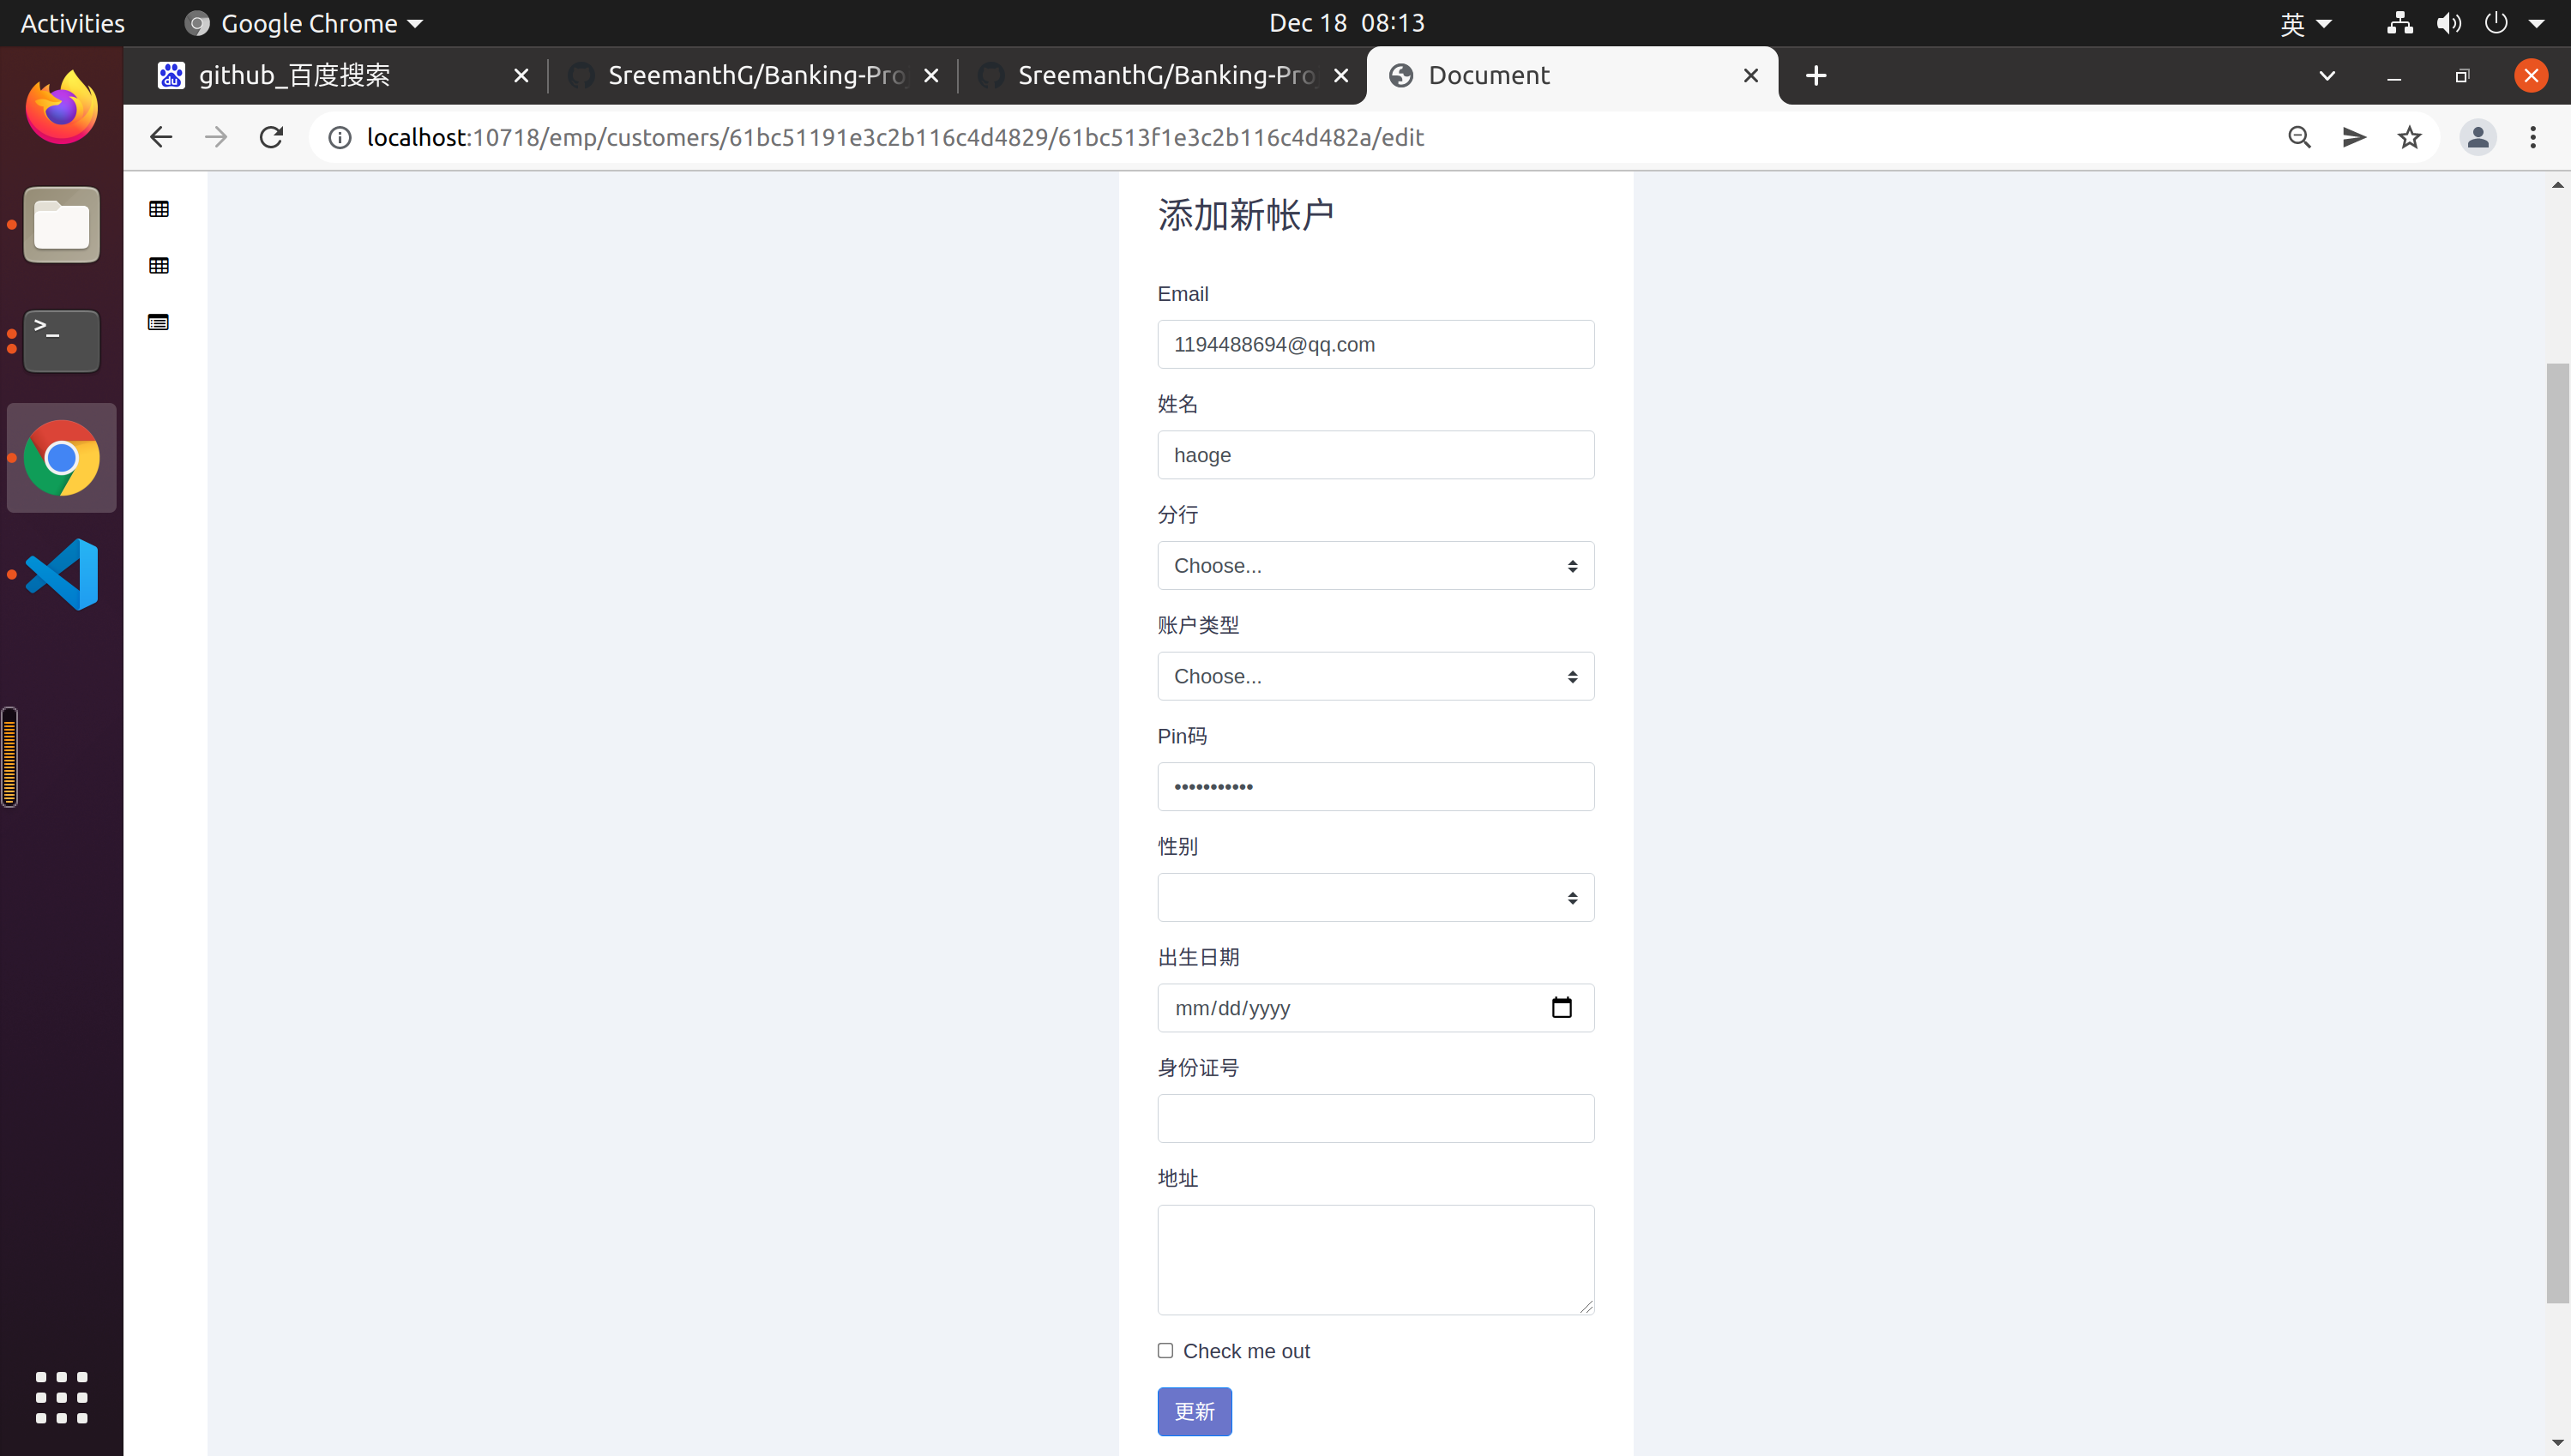 Activities
Google Chrome
Dec 18 08:13
英
github_百度搜索
SreemanthG/Banking-Pro
SreemanthG/Banking-Pro
Document
localhost:10718/emp/customers/61bc51191e3c2b116c4d4829/61bc513f1e3c2b116c4d482a/edit
添加新帐户
Email
1194488694@qq.com
姓名
haoge
分行
Choose...
账户类型
Choose...
Pin码
•••••••••••
性别
出生日期
mm/dd/yyyy
身份证号
地址
Check me out
更新